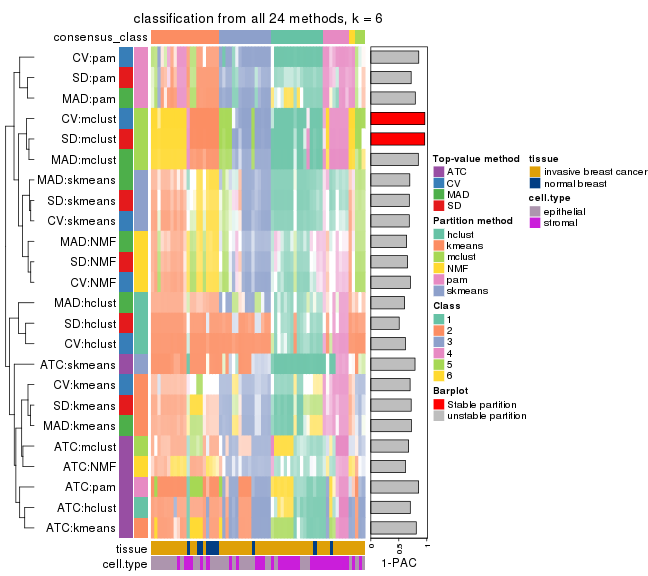 classification from all 24 methods, k = 6
consensus_class
CV:pam
SD:pam
MAD:pam
CV:mclust
SD:mclust
MAD:mclust
MAD:skmeans
SD:skmeans
CV:skmeans
MAD:NMF
SD:NMF
CV:NMF
MAD:hclust
SD:hclust
CV:hclust
ATC:skmeans
CV:kmeans
SD:kmeans
MAD:kmeans
ATC:mclust
ATC:NMF
ATC:pam
ATC:hclust
ATC:kmeans
tissue
cell.type
0
0.5
1
1-PAC
Top-value method
ATC
CV
MAD
SD
Partition method
hclust
kmeans
mclust
NMF
pam
skmeans
Class
1
2
3
4
5
6
Barplot
Stable partition
unstable partition
tissue
invasive breast cancer
normal breast
cell.type
epithelial
stromal